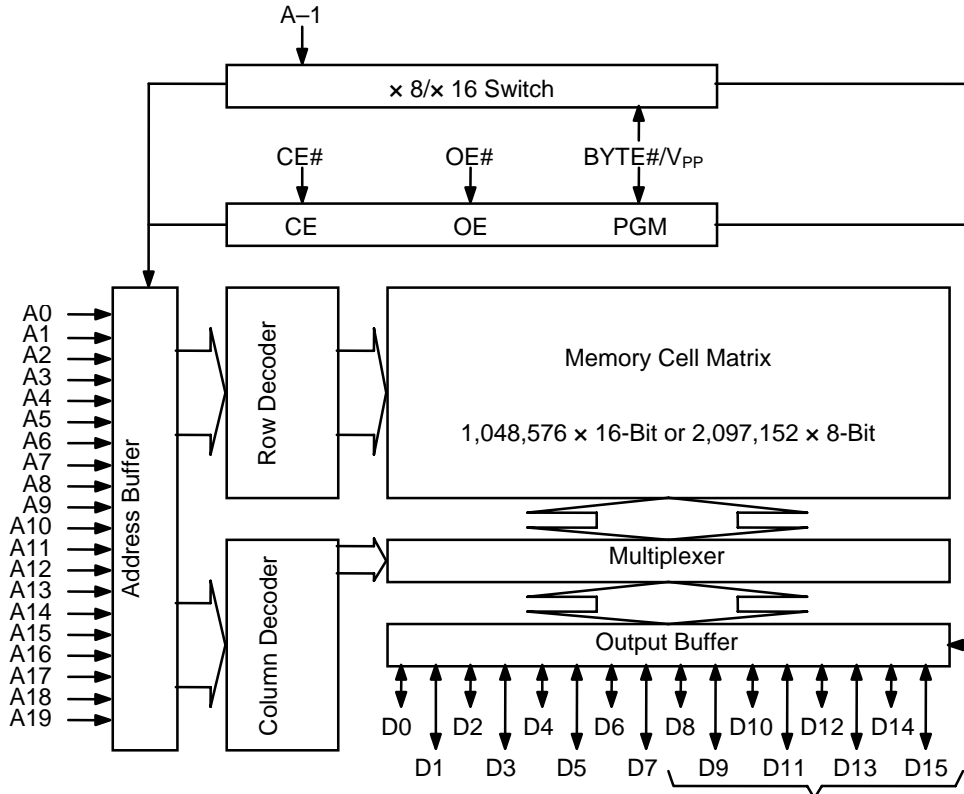 A–1
× 8/× 16 Switch
CE#
OE#
BYTE#/VPP
CE
OE
PGM
A0
A1
A2
A3
A4
A5
A6
A7
A8
A9
A10
A11
A12
A13
A14
A15
A16
A17
A18
A19
Address Buffer
Row Decoder
Column Decoder
Memory Cell Matrix
1,048,576 × 16-Bit or 2,097,152 × 8-Bit
Multiplexer
Output Buffer
D0
D2
D4
D6
D8
D10
D12
D14
D1
D3
D5
D7
D9
D11
D13
D15